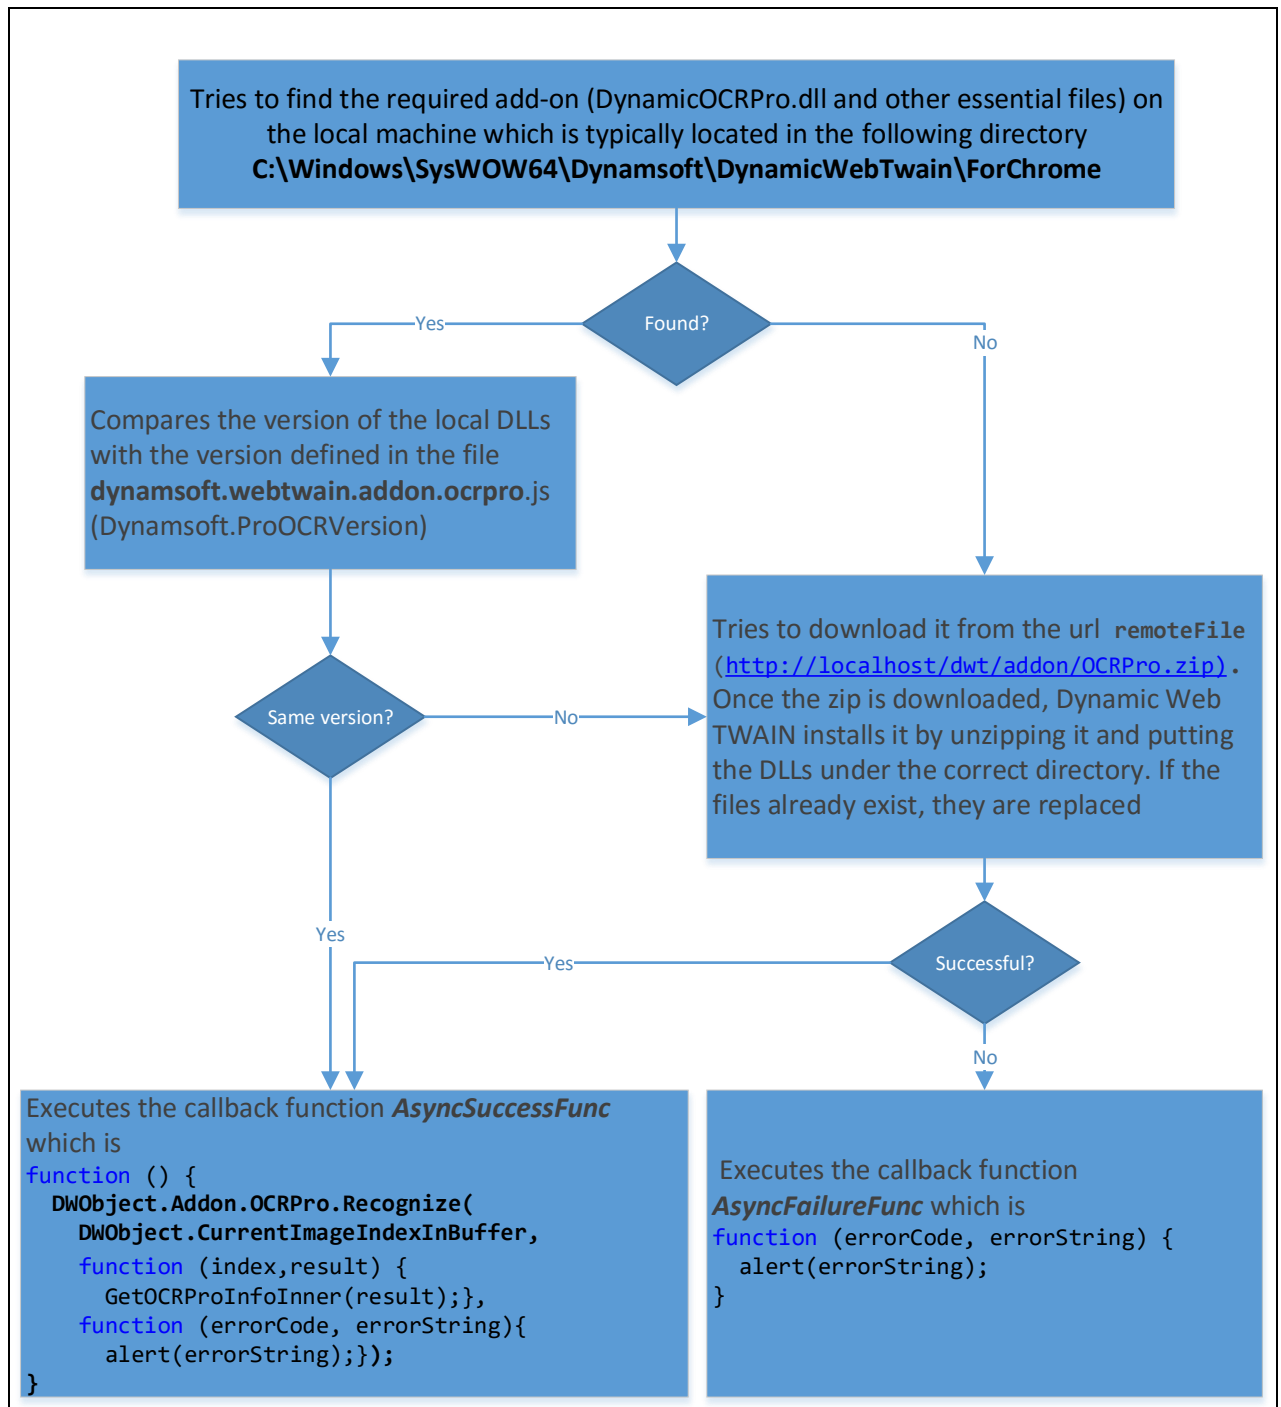 Tries to find the required add-on (DynamicOCRPro.dll and other essential files) on
the local machine which is typically located in the following directory
C:\Windows\SysWOW64\Dynamsoft\DynamicWebTwain\ForChrome
Found?
Yes
No
Compares the version of the local DLLs
with the version defined in the file
dynamsoft.webtwain.addon.ocrpro.js
(Dynamsoft.ProOCRVersion)
Tries to download it from the url remoteFile
(http://localhost/dwt/addon/OCRPro.zip).
Once the zip is downloaded, Dynamic Web
TWAIN installs it by unzipping it and putting
the DLLs under the correct directory. If the
files already exist, they are replaced
Same version?
No
Yes
Successful?
Yes
No
Executes the callback function AsyncSuccessFunc
which is
function () {
  DWObject.Addon.OCRPro.Recognize(
    DWObject.CurrentImageIndexInBuffer,
    function (index,result) {
      GetOCRProInfoInner(result);},
    function (errorCode, errorString){
      alert(errorString);});
}
Executes the callback function
AsyncFailureFunc which is
function (errorCode, errorString) {
  alert(errorString);
}